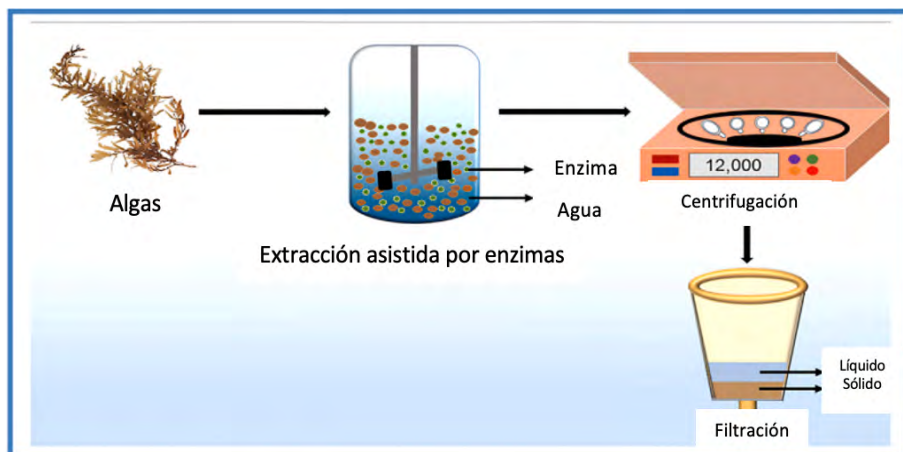 Algas
Enzima
Agua
Extracción asistida por enzimas
12,000
Centrifugación
Líquido
Sólido
Filtración